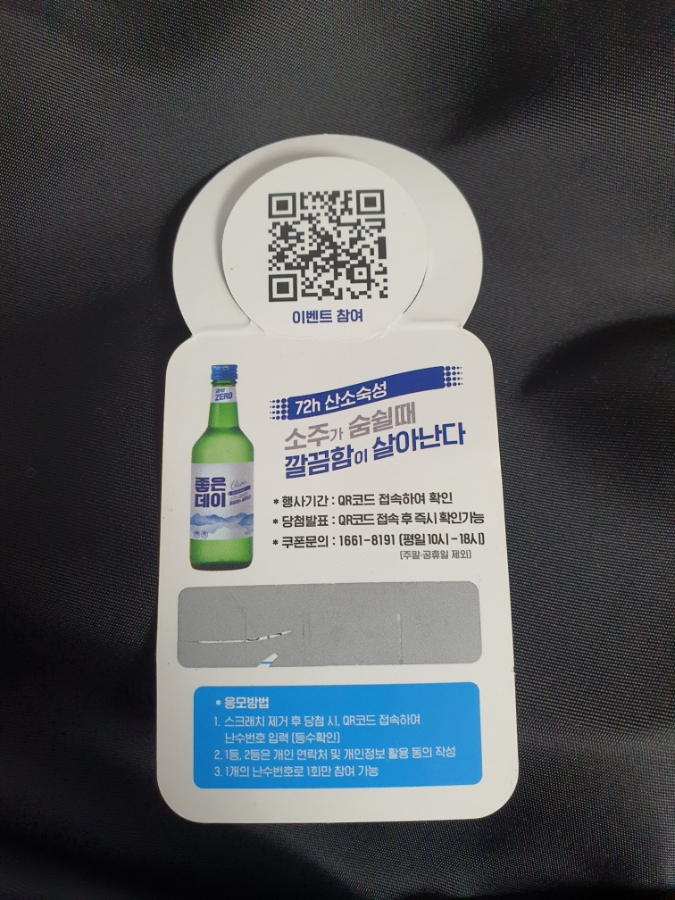 이벤트 참여
ZERO
좋은
데이
72h 산소숙성
소주가 숨쉴때
깔끔함이 살아난다
* 행사기간 : QR코드 접속하여 확인
* 당첨발표 : QR코드 접속 후 즉시 확인가능
* 쿠폰문의 : 1661-8191 (평일 10시 - 18시)
(주말·공휴일 제외)
* 응모방법
1. 스크래치 제거 후 당첨 시, QR코드 접속하여
난수번호 입력 (등수확인)
2. 1등, 2등은 개인 연락처 및 개인정보 활용 동의 작성
3. 1개의 난수번호로 1회만 참여 가능